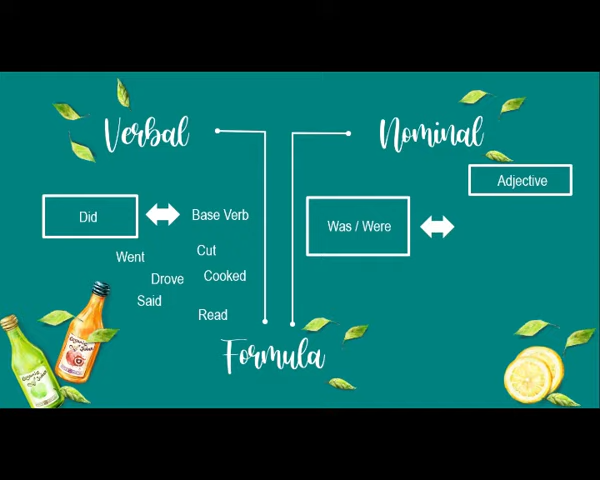 Verbal
Nominal
Adjective
Did
Base Verb
Was / Were
Went
Cut
Drove
Cooked
Said
Read
Formula